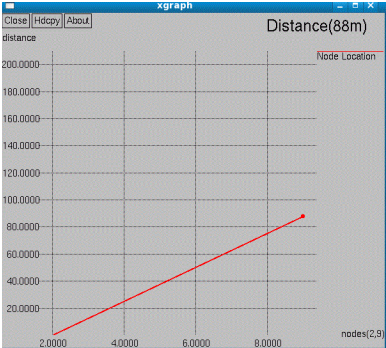 xgraph
Close Hdcpy About
Distance(88m)
distance
Node Location
200.0000
180.0000
160.0000
140.0000
120.0000
100.0000
80.0000
60.0000
40.0000
20.0000
nodes(2,9)
2.0000 4.0000 6.0000 8.0000